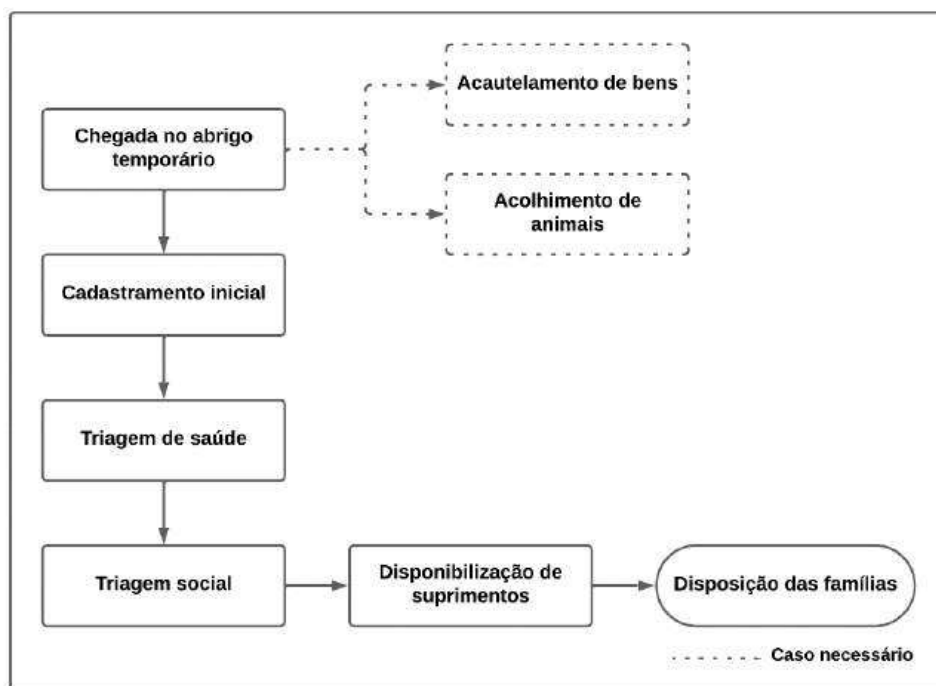 Acautelamento de bens
Chegada no abrigo
temporário
Acolhimento de
animais
Cadastramento inicial
Triagem de saúde
Triagem social
Disponibilização de
suprimentos
Disposição das famílias
Caso necessário